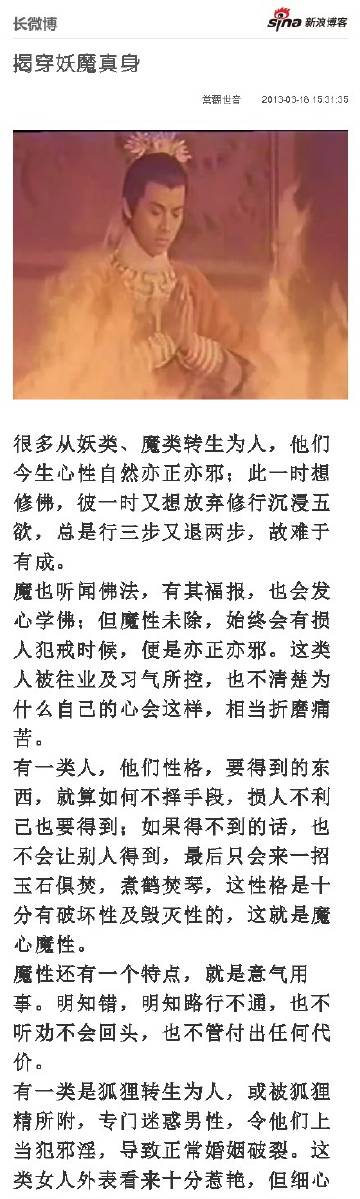 长微博
sina 新浪博客
揭穿妖魔真身
2013-03-16 15:31:35
很多从妖类、魔类转生为人，他们
今生心性自然亦正亦邪；此一时想
修佛，彼一时又想放弃修行沉浸五
欲，总是行三步又退两步，故难于
有成。
魔也听闻佛法，有其福报，也会发
心学佛；但魔性未除，始终会有损
人犯戒时候，便是亦正亦邪。这类
人被往业及习气所控，也不清楚为
什么自己的心会这样，相当折磨痛
苦。
有一类人，他们性格，要得到的东
西，就算如何不择手段，损人不利
己也要得到；如果得不到的话，也
不会让别人得到，最后只会来一招
玉石俱焚，煮鹤焚琴，这性格是十
分有破坏性及毁灭性的，这就是魔
心魔性。
魔性还有一个特点，就是意气用
事。明知错，明知路行不通，也不
听劝不会回头，也不管付出任何代
价。
有一类是狐狸转生为人，或被狐狸
精所附，专门迷惑男性，令他们上
当犯邪淫，导致正常婚姻破裂。这
类女人外表看来十分惹艳，但细心